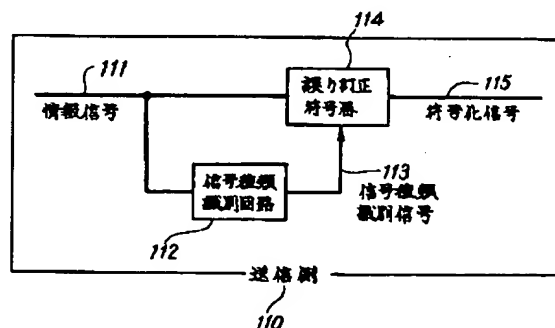 114
111
誤り訂正
符号器
115
情報信号
符号化信号
113
信号種類
識別回路
信号種類
識別信号
112
送信側
110